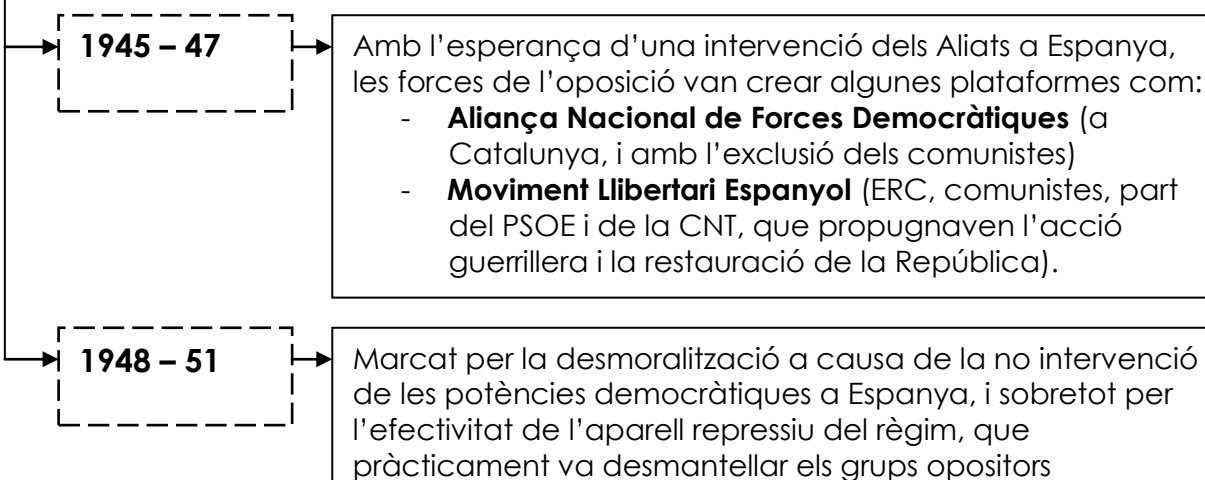 1945 – 47
Amb l’esperança d’una intervenció dels Aliats a Espanya,
les forces de l’oposició van crear algunes plataformes com:
- Aliança Nacional de Forces Democràtiques (a
Catalunya, i amb l’exclusió dels comunistes)
- Moviment Llibertari Espanyol (ERC, comunistes, part
del PSOE i de la CNT, que propugnaven l’acció
guerrillera i la restauració de la República).
1948 – 51
Marcat per la desmoralització a causa de la no intervenció
de les potències democràtiques a Espanya, i sobretot per
l’efectivitat de l’aparell repressiu del règim, que
pràcticament va desmantellar els grups opositors